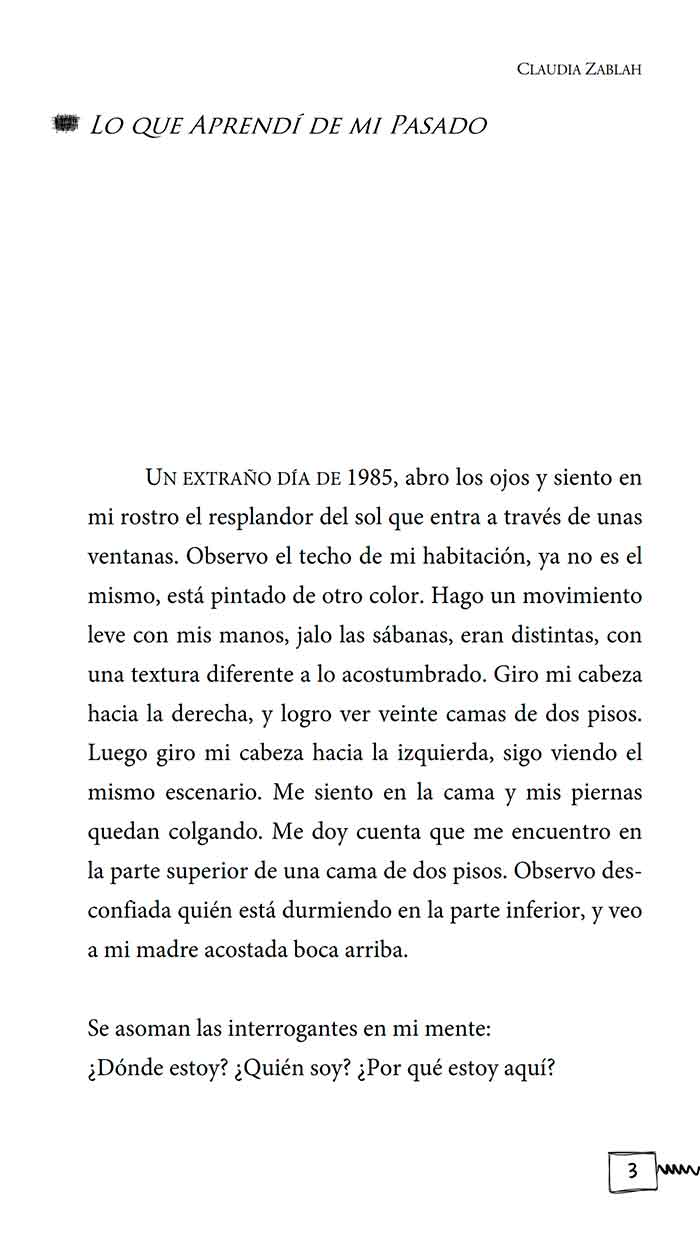 Claudia Zablah
Lo que Aprendí de mi Pasado
Un extraño día de 1985, abro los ojos y siento en
mi rostro el resplandor del sol que entra a través de unas
ventanas. Observo el techo de mi habitación, ya no es el
mismo, está pintado de otro color. Hago un movimiento
leve con mis manos, jalo las sábanas, eran distintas, con
una textura diferente a lo acostumbrado. Giro mi cabeza
hacia la derecha, y logro ver veinte camas de dos pisos.
Luego giro mi cabeza hacia la izquierda, sigo viendo el
mismo escenario. Me siento en la cama y mis piernas
quedan colgando. Me doy cuenta que me encuentro en
la parte superior de una cama de dos pisos. Observo des-
confiada quién está durmiendo en la parte inferior, y veo
a mi madre acostada boca arriba.
Se asoman las interrogantes en mi mente:
¿Dónde estoy? ¿Quién soy? ¿Por qué estoy aquí?
3